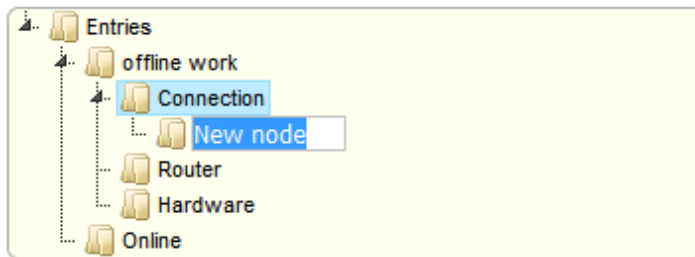 Entries
offline work
Connection
New node
Router
Hardware
Online